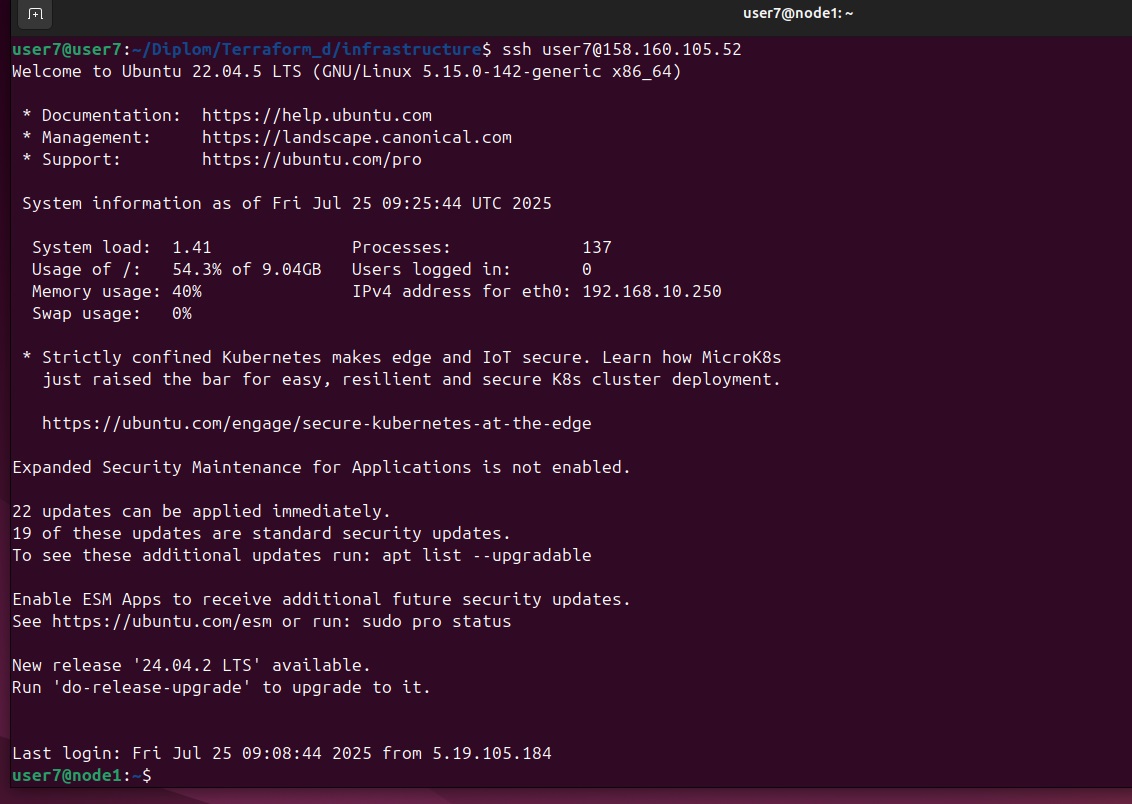 user7@node1: ~
user7@user7:~/Diplom/Terraform_d/infrastructure$ ssh user7@158.160.105.52
Welcome to Ubuntu 22.04.5 LTS (GNU/Linux 5.15.0-142-generic x86_64)
* Documentation:  https://help.ubuntu.com
* Management:     https://landscape.canonical.com
* Support:        https://ubuntu.com/pro
System information as of Fri Jul 25 09:25:44 UTC 2025
System load:  1.41              Processes:             137
Usage of /:   54.3% of 9.04GB   Users logged in:       0
Memory usage: 40%               IPv4 address for eth0: 192.168.10.250
Swap usage:   0%
* Strictly confined Kubernetes makes edge and IoT secure. Learn how MicroK8s
just raised the bar for easy, resilient and secure K8s cluster deployment.
https://ubuntu.com/engage/secure-kubernetes-at-the-edge
Expanded Security Maintenance for Applications is not enabled.
22 updates can be applied immediately.
19 of these updates are standard security updates.
To see these additional updates run: apt list --upgradable
Enable ESM Apps to receive additional future security updates.
See https://ubuntu.com/esm or run: sudo pro status
New release '24.04.2 LTS' available.
Run 'do-release-upgrade' to upgrade to it.
Last login: Fri Jul 25 09:08:44 2025 from 5.19.105.184
user7@node1:~$